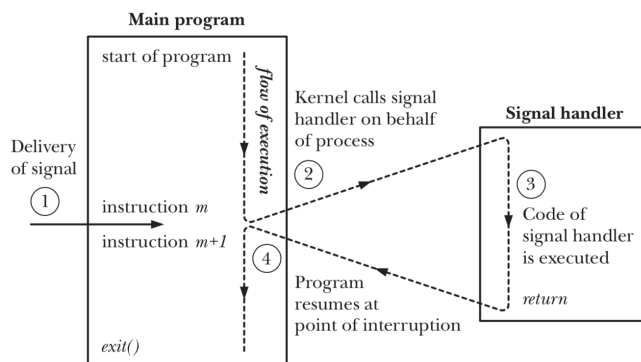 Main program
start of program
flow of execution
Delivery
of signal
1
instruction m
instruction m+1
exit()
Kernel calls signal
handler on behalf
of process
2
Signal handler
3
Code of
signal handler
is executed
return
4
Program
resumes at
point of interruption